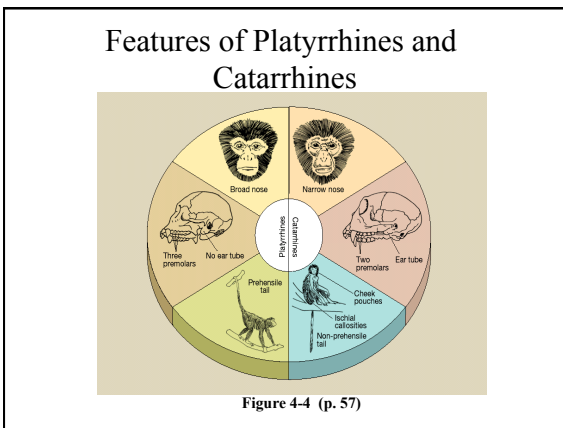 Features of Platyrrhines and
Catarrhines
Broad nose
Narrow nose
Three
premolars
No ear tube
Platyrrhines
Catarrhines
Two
premolars
Ear tube
Prehensile
tail
Cheek
pouches
Ischial
callosities
Non-prehensile
tail
Figure 4-4 (p. 57)